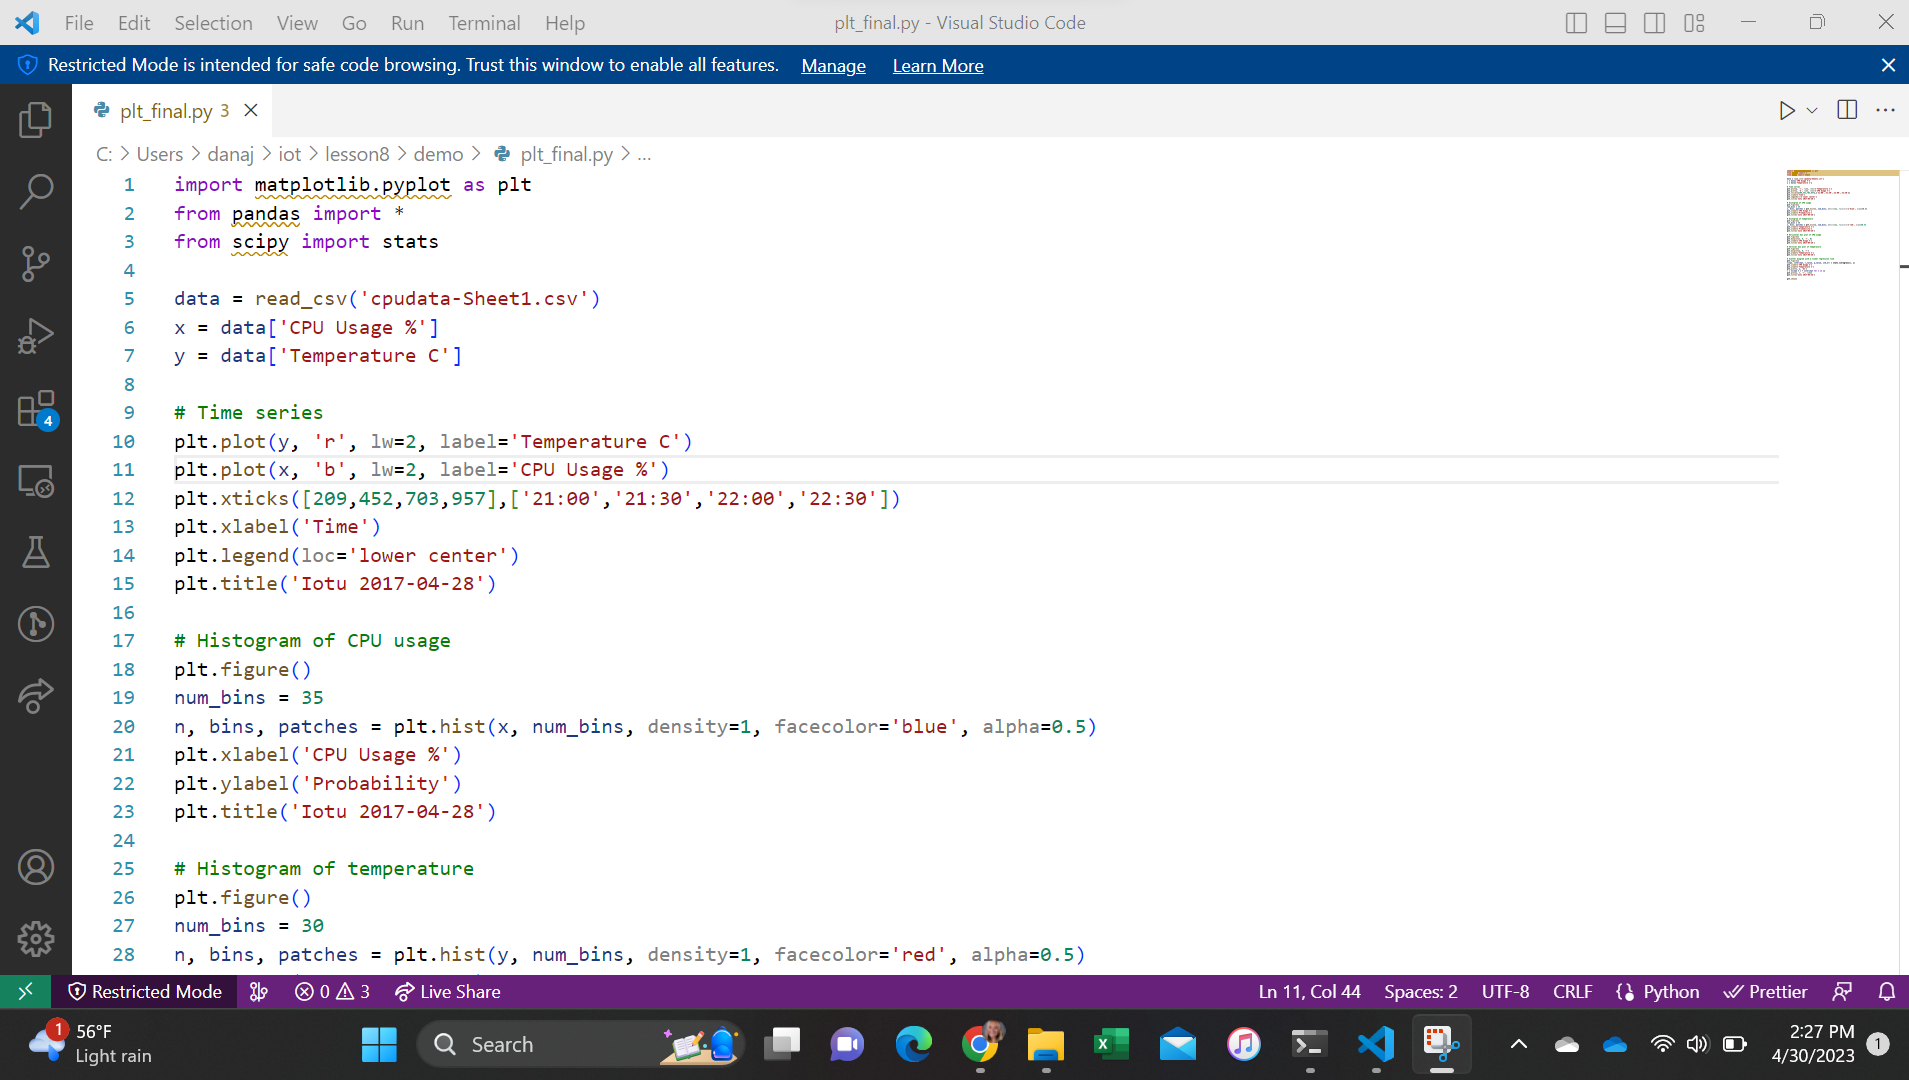 File Edit Selection View Go Run Terminal Help plt_final.py - Visual Studio Code
Restricted Mode is intended for safe code browsing. Trust this window to enable all features. Manage Learn More
plt_final.py 3
C: > Users > danaj > iot > lesson8 > demo > plt_final.py > ...
1 import matplotlib.pyplot as plt
2 from pandas import *
3 from scipy import stats
4
5 data = read_csv('cpudata-Sheet1.csv')
6 x = data['CPU Usage %']
7 y = data['Temperature C']
8
9 # Time series
10 plt.plot(y, 'r', lw=2, label='Temperature C')
11 plt.plot(x, 'b', lw=2, label='CPU Usage %')
12 plt.xticks([209,452,703,957],['21:00','21:30','22:00','22:30'])
13 plt.xlabel('Time')
14 plt.legend(loc='lower center')
15 plt.title('Iotu 2017-04-28')
16
17 # Histogram of CPU usage
18 plt.figure()
19 num_bins = 35
20 n, bins, patches = plt.hist(x, num_bins, density=1, facecolor='blue', alpha=0.5)
21 plt.xlabel('CPU Usage %')
22 plt.ylabel('Probability')
23 plt.title('Iotu 2017-04-28')
24
25 # Histogram of temperature
26 plt.figure()
27 num_bins = 30
28 n, bins, patches = plt.hist(y, num_bins, density=1, facecolor='red', alpha=0.5)
4
Restricted Mode 0 3 Live Share Ln 11, Col 44 Spaces: 2 UTF-8 CRLF Python Prettier
1 56°F
Light rain
Search
2:27 PM
4/30/2023
1